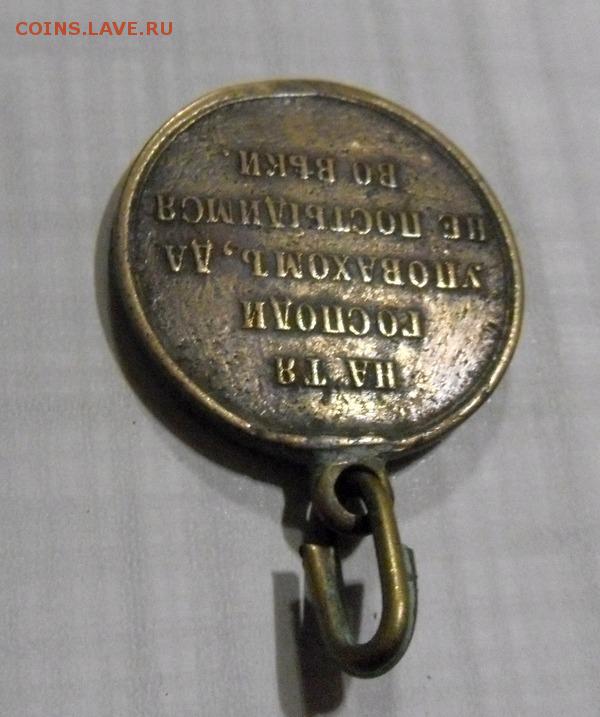 COINS.LAVE.RU
НА ТЯ
ГОСПОДИ
УПОВАХОМЪ, ДА
НЕ ПОСТЫДИМСЯ
ВО ВѢКИ.